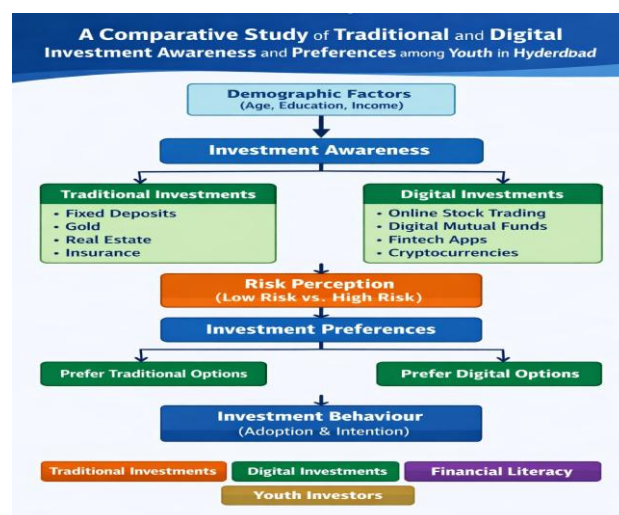 A Comparative Study of Traditional and Digital
Investment Awareness and Preferences among Youth in Hyderdbad
Demographic Factors
(Age, Education, Income)
Investment Awareness
Traditional Investments
• Fixed Deposits
• Gold
• Real Estate
• Insurance
Digital Investments
• Online Stock Trading
• Digital Mutual Funds
• Fintech Apps
• Cryptocurrencies
Risk Perception
(Low Risk vs. High Risk)
Investment Preferences
Prefer Traditional Options
Prefer Digital Options
Investment Behaviour
(Adoption & Intention)
Traditional Investments
Digital Investments
Financial Literacy
Youth Investors